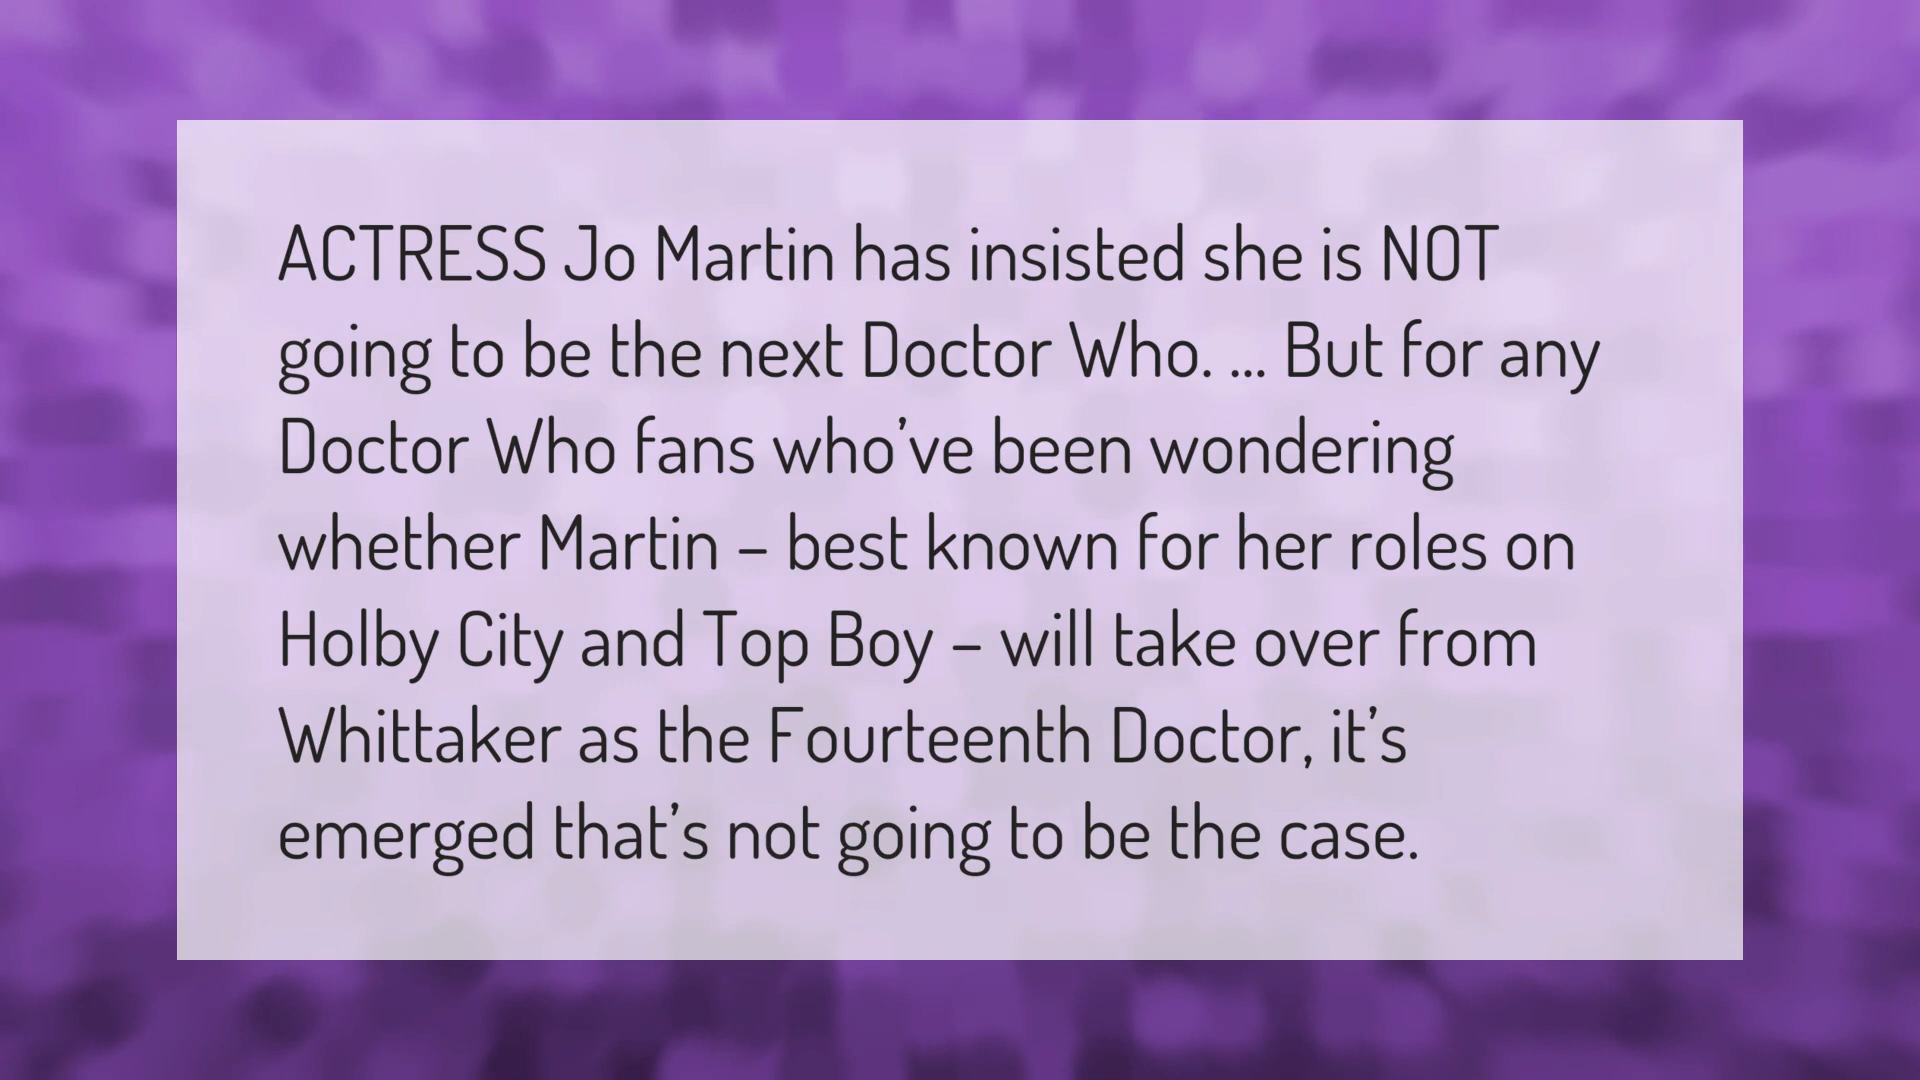 ACTRESS Jo Martin has insisted she is NOT
going to be the next Doctor Who. ... But for any
Doctor Who fans who’ve been wondering
whether Martin – best known for her roles on
Holby City and Top Boy – will take over from
Whittaker as the Fourteenth Doctor, it’s
emerged that’s not going to be the case.